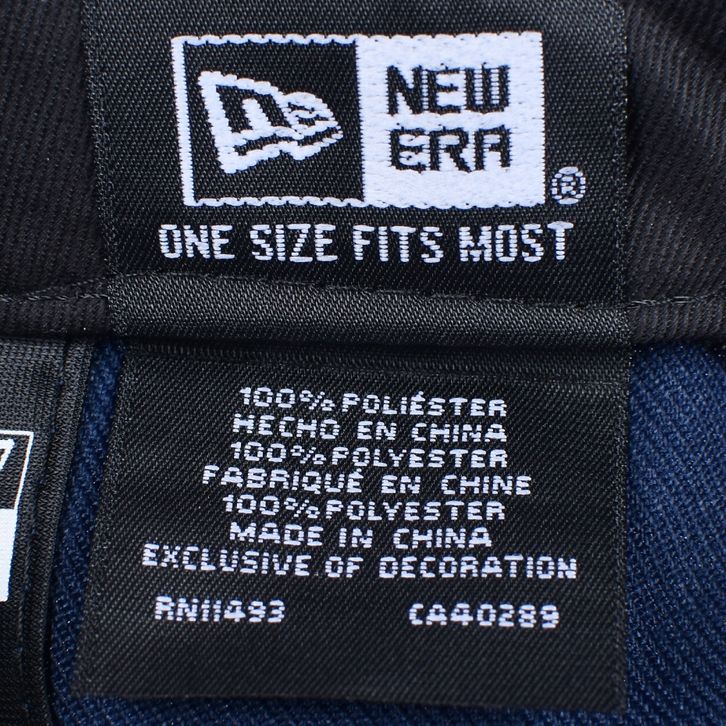 NE
NEW
ERA
®
ONE SIZE FITS MOST
100% POLIÉSTER
HECHO EN CHINA
100% POLYESTER
FABRIQUÉ EN CHINE
100% POLYESTER
MADE IN CHINA
EXCLUSIVE OF DECORATION
RN11493 CA40289